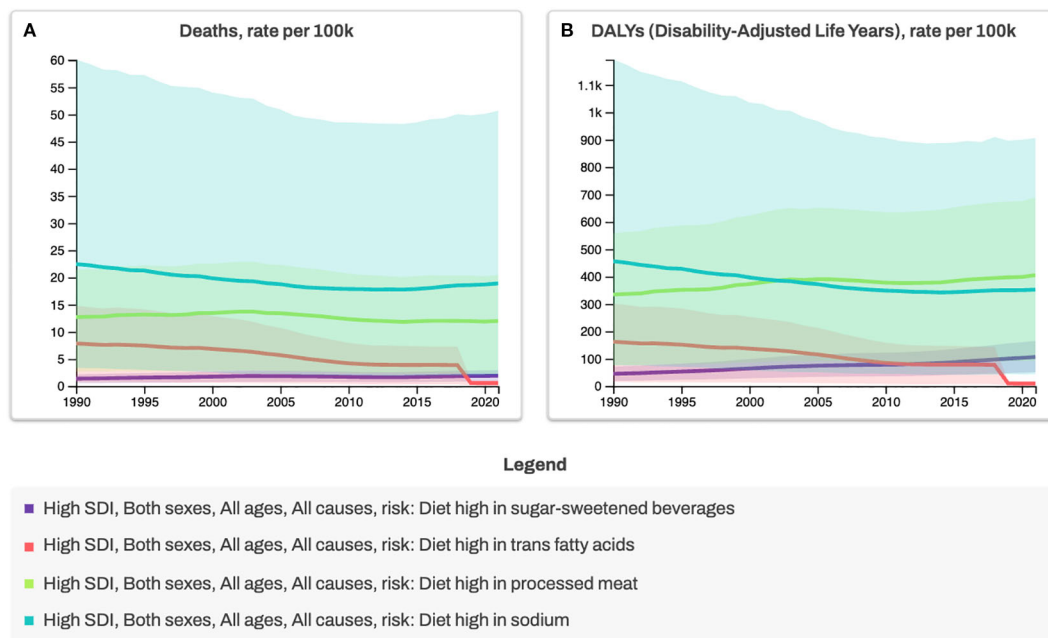 A Deaths, rate per 100k
60
55
50
45
40
35
30
25
20
15
10
5
0
1990 1995 2000 2005 2010 2015 2020
B DALYs (Disability-Adjusted Life Years), rate per 100k
1.1k
1k
900
800
700
600
500
400
300
200
100
0
1990 1995 2000 2005 2010 2015 2020
Legend
High SDI, Both sexes, All ages, All causes, risk: Diet high in sugar-sweetened beverages
High SDI, Both sexes, All ages, All causes, risk: Diet high in trans fatty acids
High SDI, Both sexes, All ages, All causes, risk: Diet high in processed meat
High SDI, Both sexes, All ages, All causes, risk: Diet high in sodium